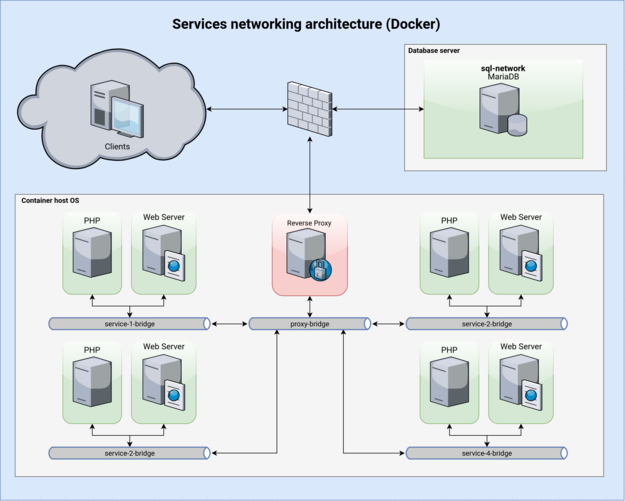 Services networking architecture (Docker)
Database server
sql-network
MariaDB
Clients
Container host OS
PHP
Web Server
Reverse Proxy
PHP
Web Server
service-1-bridge
proxy-bridge
service-2-bridge
PHP
Web Server
PHP
Web Server
service-2-bridge
service-4-bridge